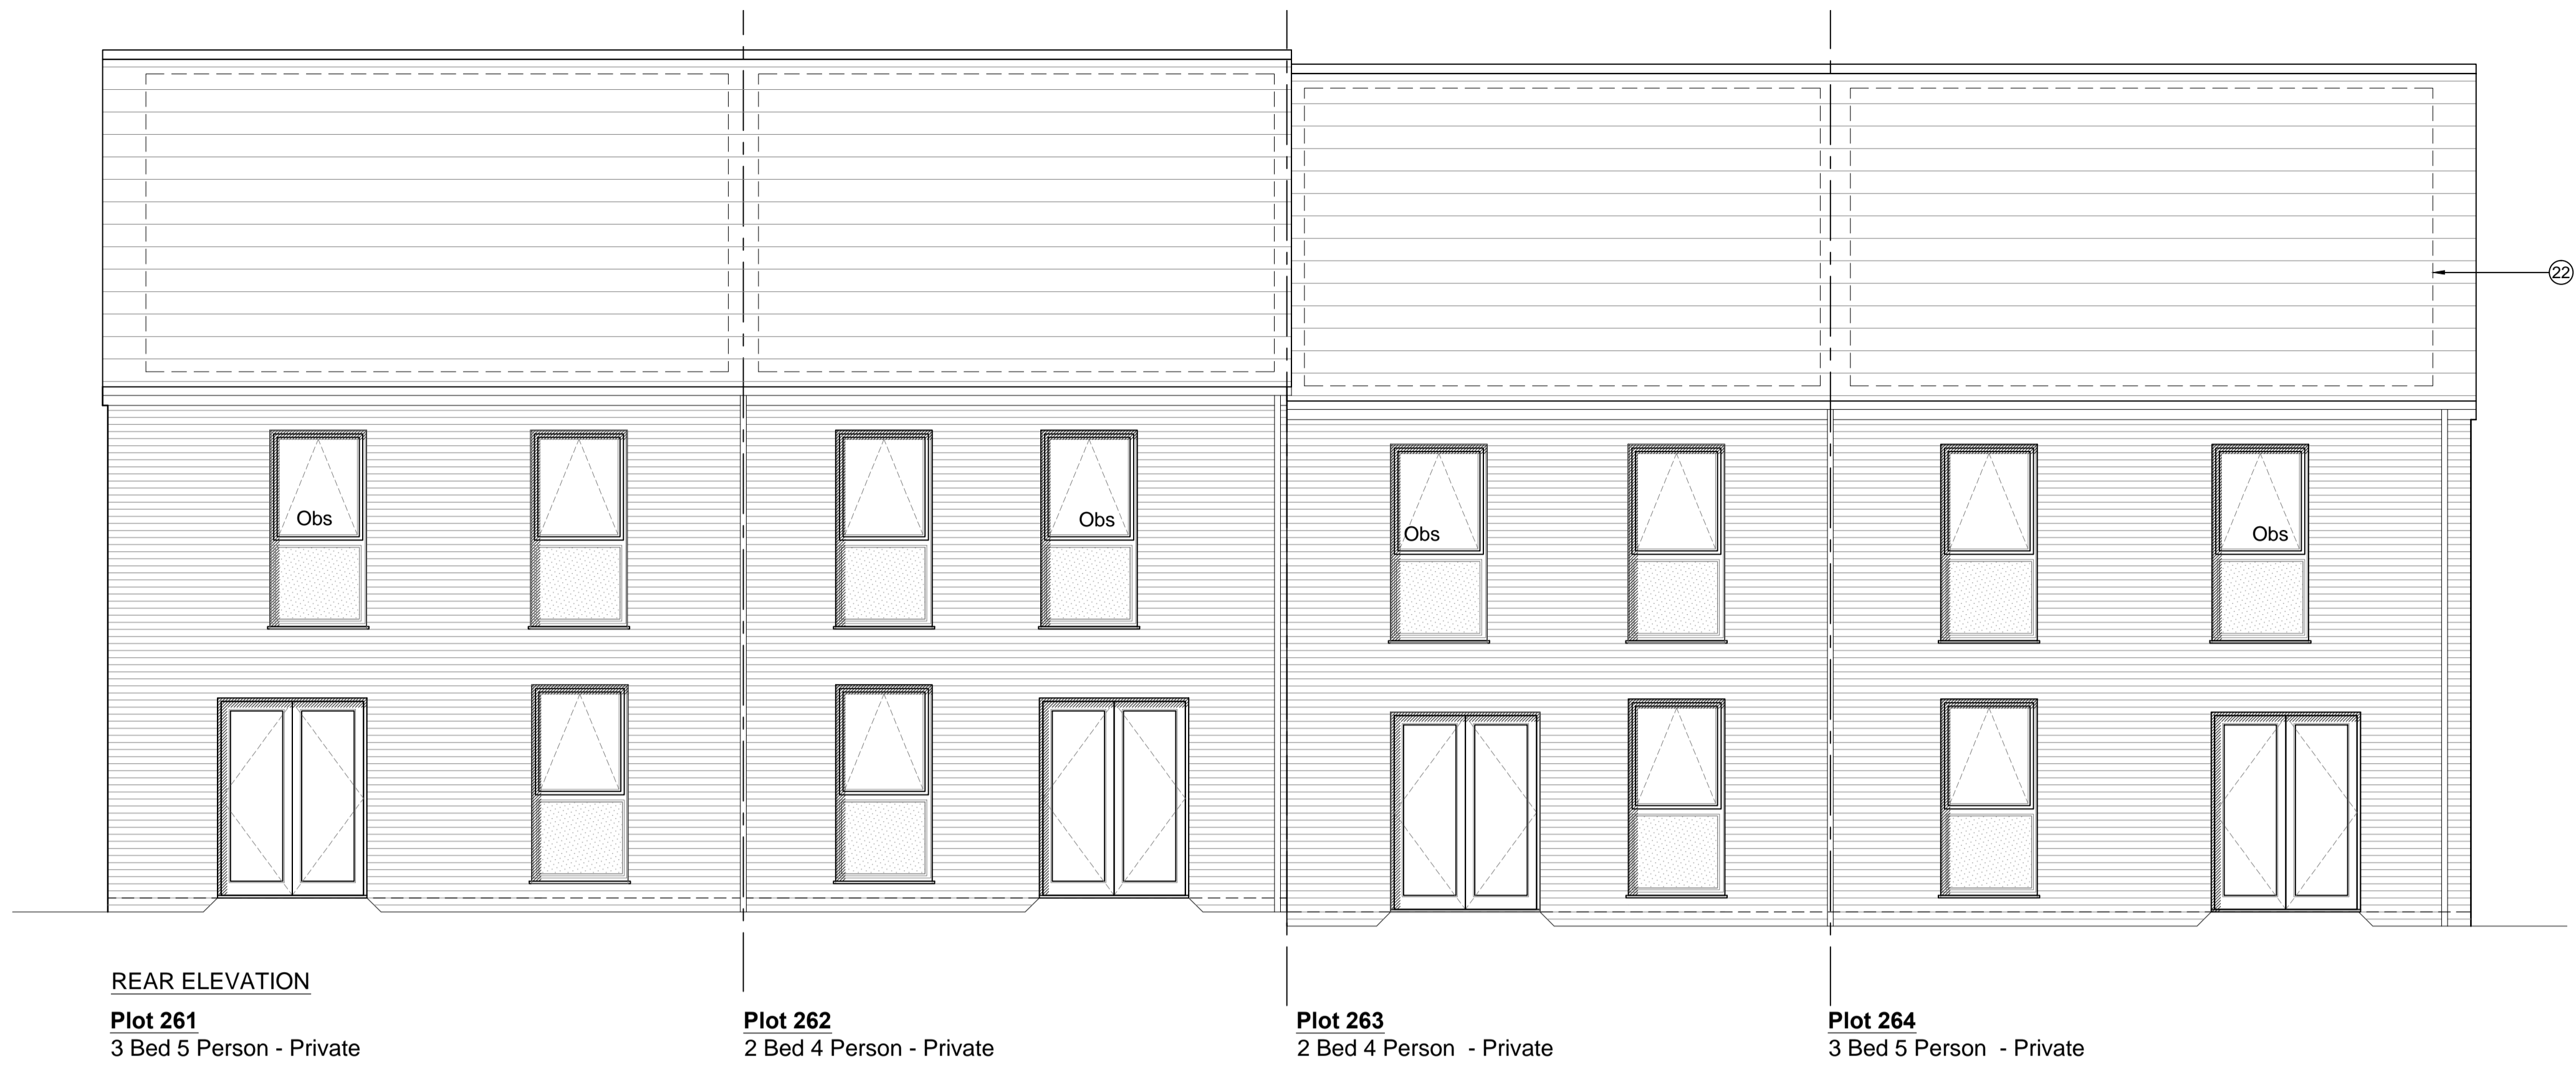 22
Obs
Obs
Obs
Obs
REAR ELEVATION
Plot 261
3 Bed 5 Person - Private
Plot 262
2 Bed 4 Person - Private
Plot 263
2 Bed 4 Person - Private
Plot 264
3 Bed 5 Person - Private